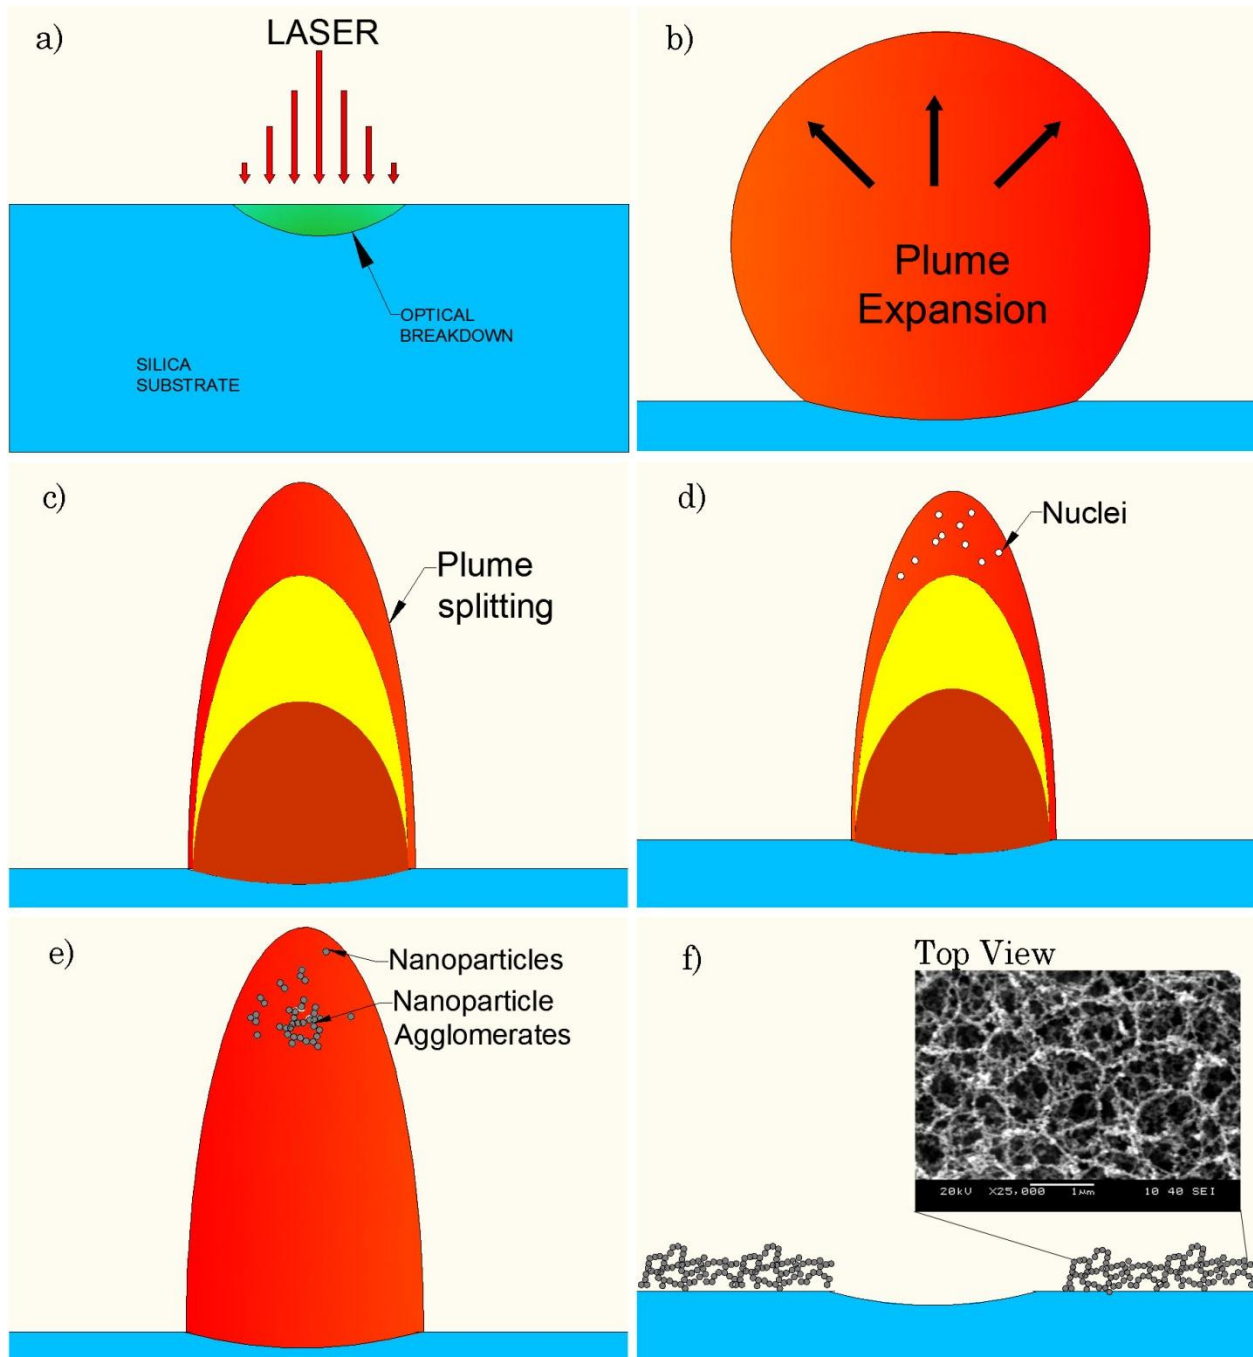 a)
LASER
OPTICAL
BREAKDOWN
SILICA
SUBSTRATE
b)
Plume
Expansion
c)
Plume
splitting
d)
Nuclei
e)
Nanoparticles
Nanoparticle
Agglomerates
f)
Top View
20kV X25,000 1μm 10 40 SEI